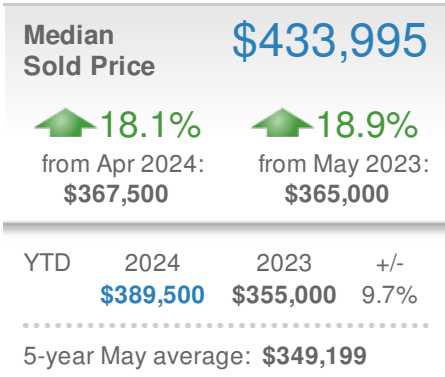 Median
Sold Price
$433,995
18.1% 18.9%
from Apr 2024: from May 2023:
$367,500 $365,000
YTD 2024 2023 +/-
$389,500 $355,000 9.7%
5-year May average: $349,199